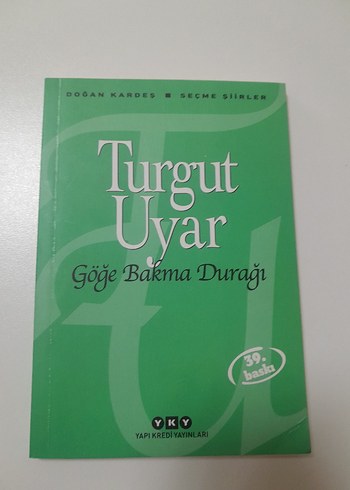 DOĞAN KARDEŞ ■ SEÇME ŞİİRLER
Turgut
Uyar
Göğe Bakma Durağı
39.
baskı
YKY
YAPI KREDİ YAYINLARI